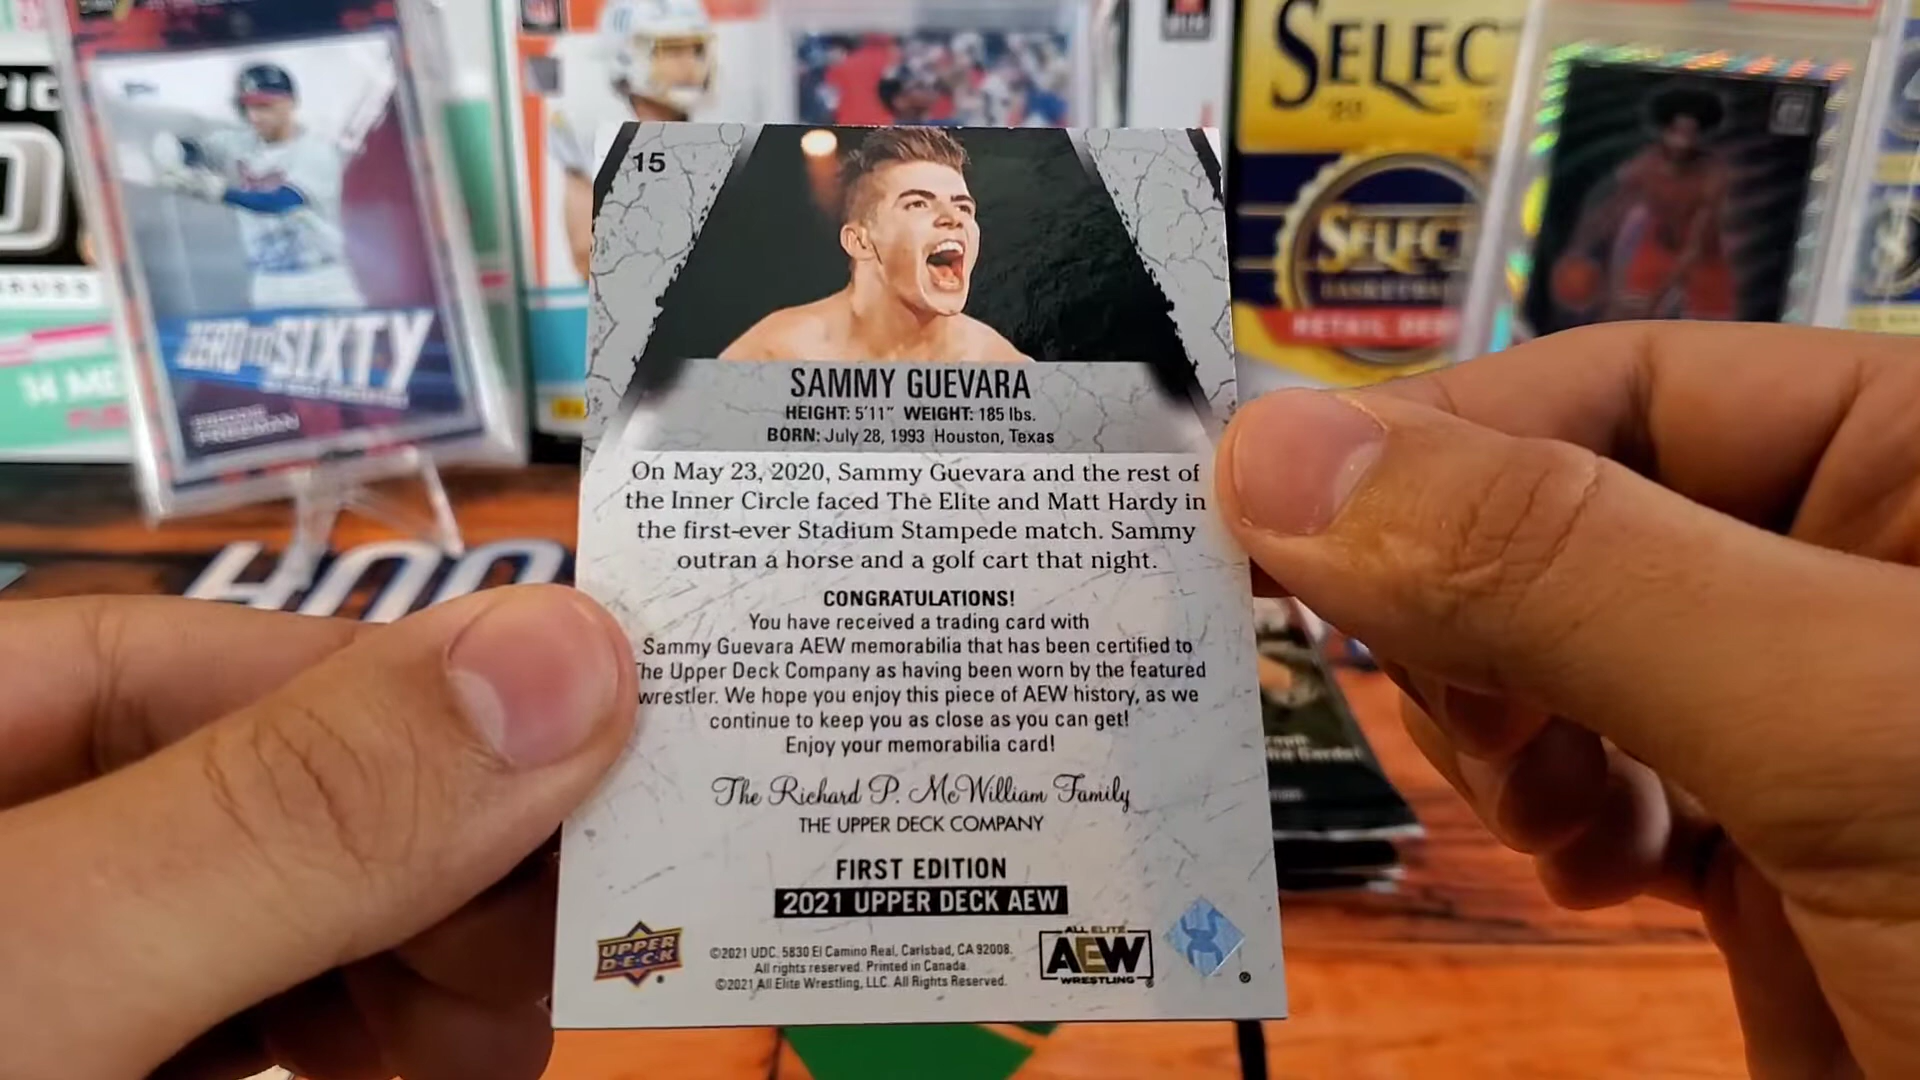 SELECT
SELECT
BASKETBALL
ZERO TO SIXTY
FREEMAN
15
SAMMY GUEVARA
HEIGHT: 5'11" WEIGHT: 185 lbs.
BORN: July 28, 1993 Houston, Texas
On May 23, 2020, Sammy Guevara and the rest of
the Inner Circle faced The Elite and Matt Hardy in
the first-ever Stadium Stampede match. Sammy
outran a horse and a golf cart that night.
CONGRATULATIONS!
You have received a trading card with
Sammy Guevara AEW memorabilia that has been certified to
The Upper Deck Company as having been worn by the featured
wrestler. We hope you enjoy this piece of AEW history, as we
continue to keep you as close as you can get!
Enjoy your memorabilia card!
The Richard P. McWilliam Family
THE UPPER DECK COMPANY
FIRST EDITION
2021 UPPER DECK AEW
UPPER
DECK
©2021 UDC. 5830 El Camino Real, Carlsbad, CA 92008.
All rights reserved. Printed in Canada.
©2021 All Elite Wrestling, LLC. All Rights Reserved.
ALL ELITE
AEW
WRESTLING